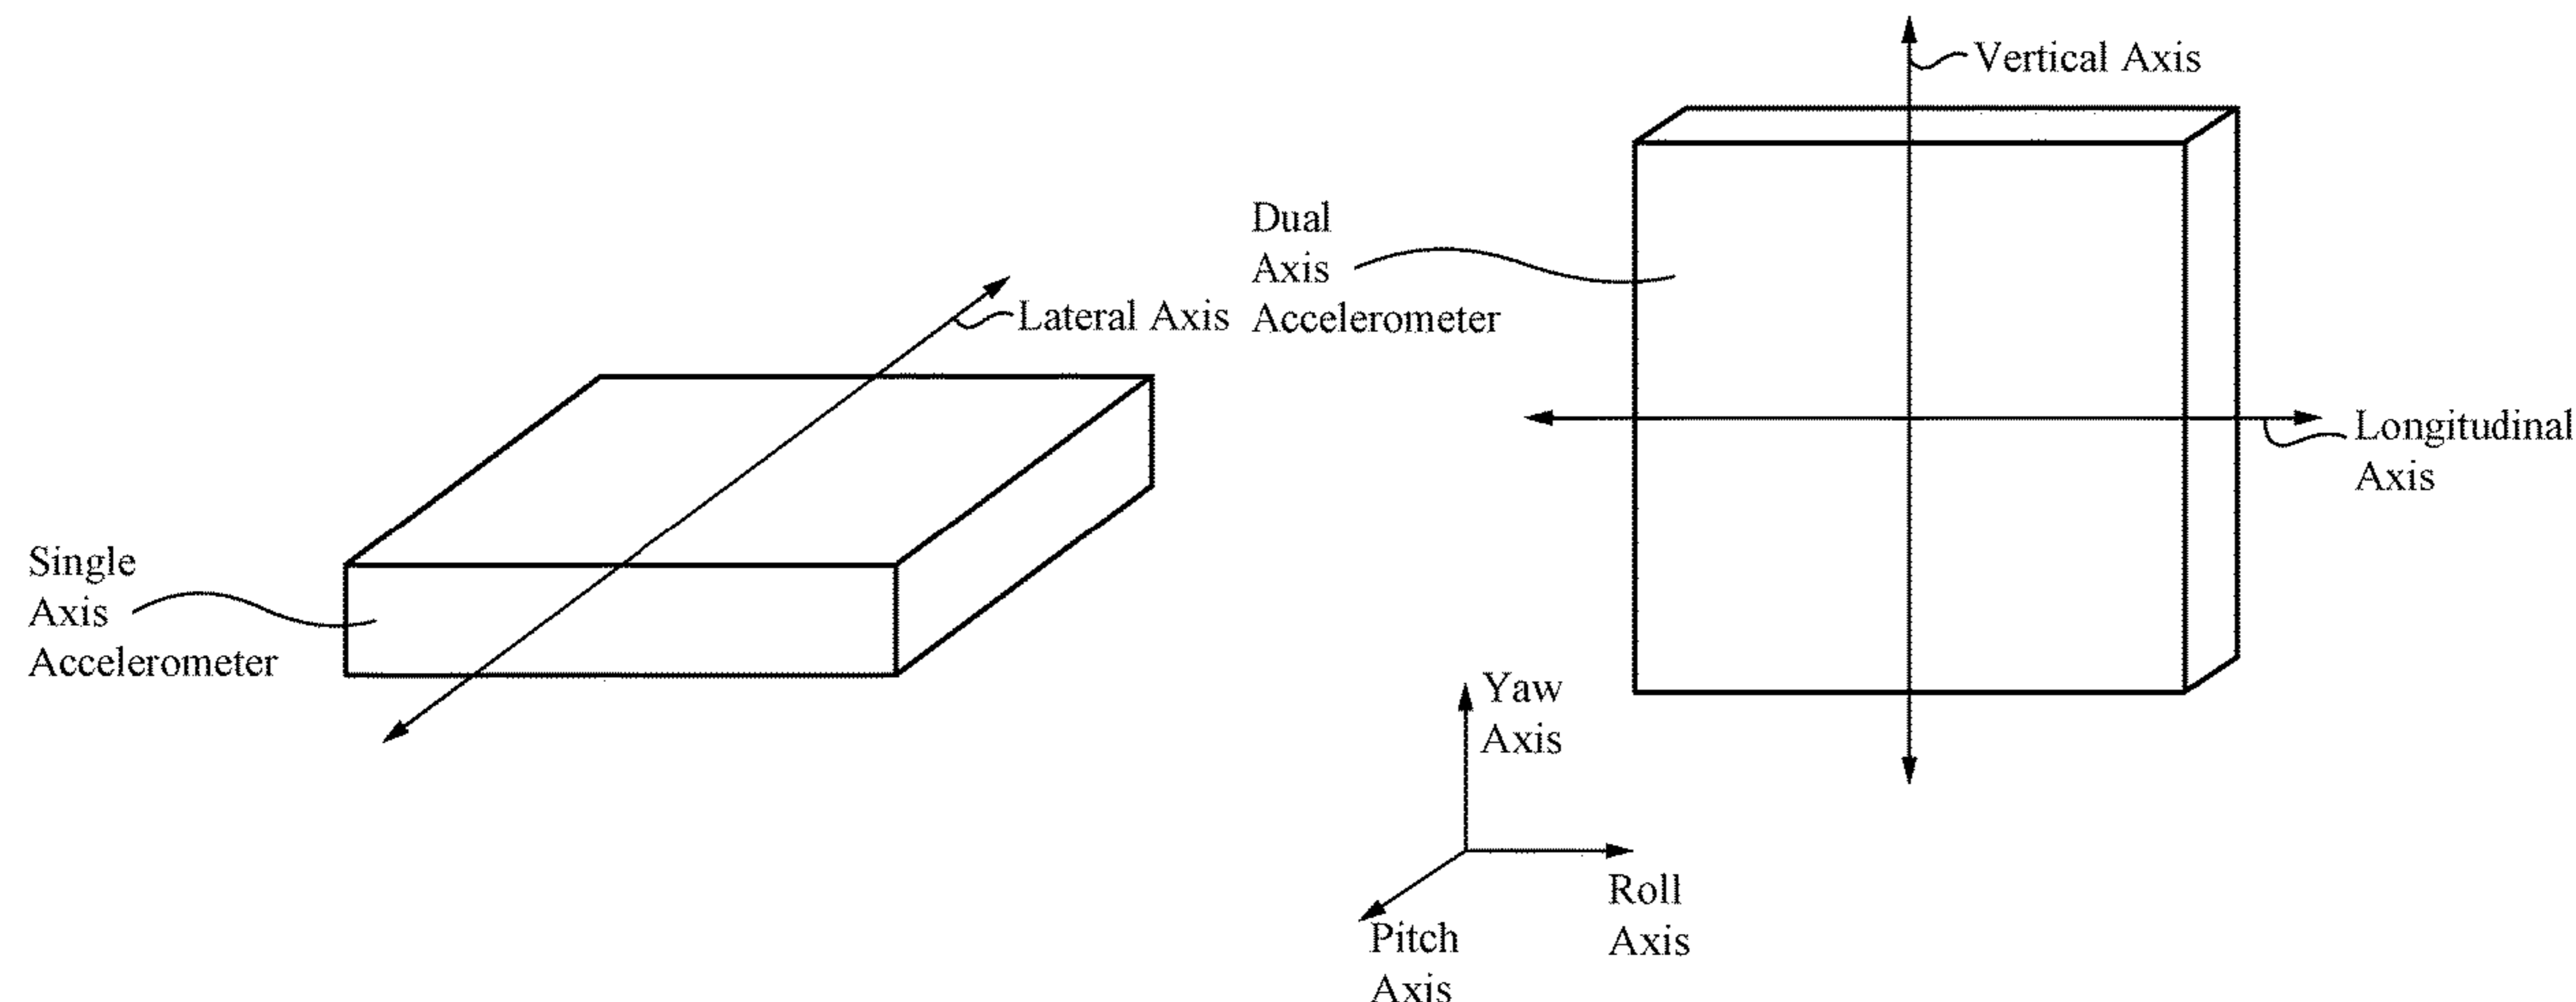 Vertical Axis
Dual
Axis
Accelerometer
Lateral Axis
Longitudinal
Axis
Single
Axis
Accelerometer
Yaw
Axis
Roll
Axis
Pitch
Axis